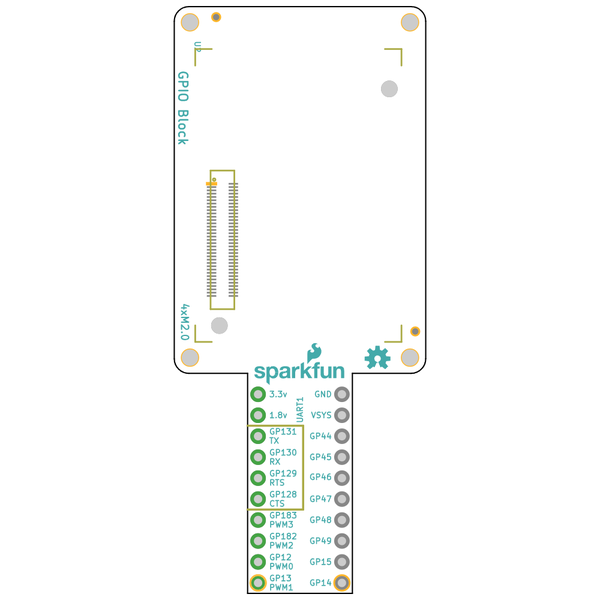 UP
GPIO Block
4xM2.0
sparkfun
3.3v
GND
1.8v
VSYS
UART1
GP131
TX
GP44
GP130
RX
GP45
GP129
RTS
GP46
GP128
CTS
GP47
GP183
PWM3
GP48
GP182
PWM2
GP49
GP12
PWM0
GP15
GP13
PWM1
GP14